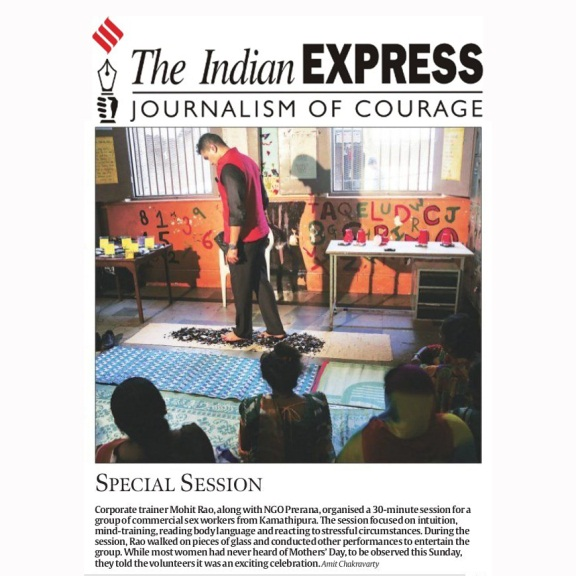 The Indian EXPRESS
JOURNALISM OF COURAGE
SPECIAL SESSION
Corporate trainer Mohit Rao, along with NGO Prerana, organised a 30-minute session for a
group of commercial sex workers from Kamathipura. The session focused on intuition,
mind-training, reading body language and reacting to stressful circumstances. During the
session, Rao walked on pieces of glass and conducted other performances to entertain the
group. While most women had never heard of Mothers' Day, to be observed this Sunday,
they told the volunteers it was an exciting celebration. Amit Chakravarty